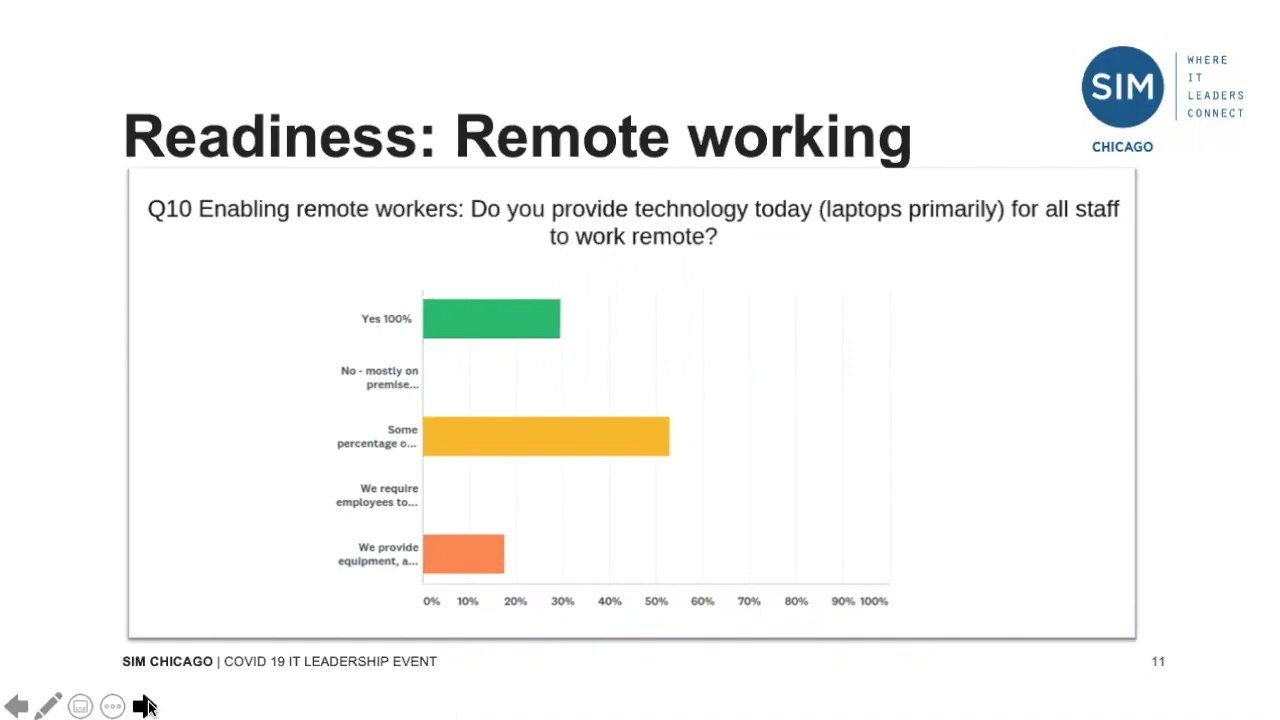 WHERE
IT
LEADERS
CONNECT
SIM
CHICAGO
Readiness: Remote working
Q10 Enabling remote workers: Do you provide technology today (laptops primarily) for all staff
to work remote?
Yes 100%
No - mostly on
premise...
Some
percentage o...
We require
employees to...
We provide
equipment, a...
0% 10% 20% 30% 40% 50% 60% 70% 80% 90% 100%
SIM CHICAGO | COVID 19 IT LEADERSHIP EVENT
11